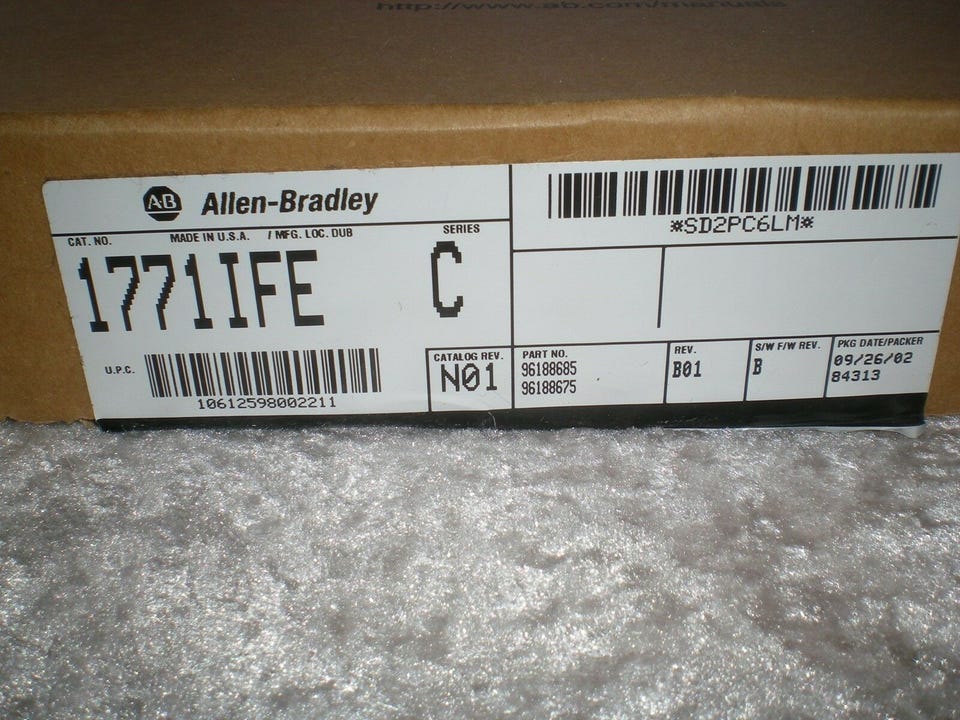 http://www.ab.com/manuals
AB Allen-Bradley
*SD2PC6LM*
CAT. NO. MADE IN U.S.A. / MFG. LOC. DUB SERIES
1771IFE C
U.P.C.
10612598002211
CATALOG REV.
N01
PART NO.
96188685
96188675
REV.
B01
S/W F/W REV.
B
PKG DATE/PACKER
09/26/02
84313